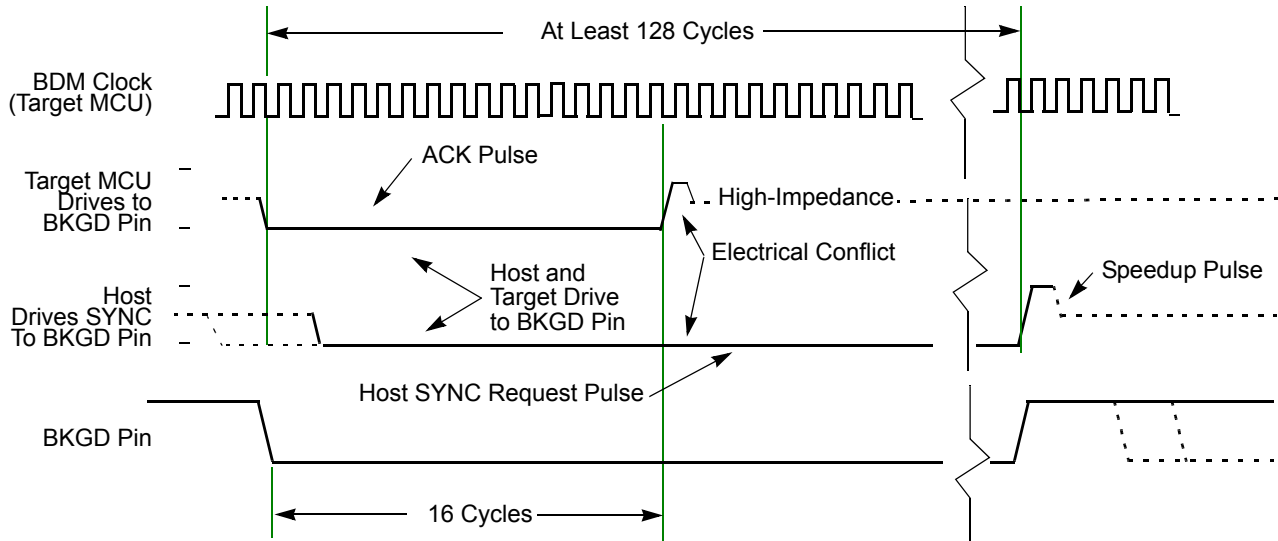 At Least 128 Cycles
BDM Clock
(Target MCU)
ACK Pulse
Target MCU
Drives to
BKGD Pin
High-Impedance
Electrical Conflict
Host and
Target Drive
to BKGD Pin
Speedup Pulse
Host
Drives SYNC
To BKGD Pin
Host SYNC Request Pulse
BKGD Pin
16 Cycles